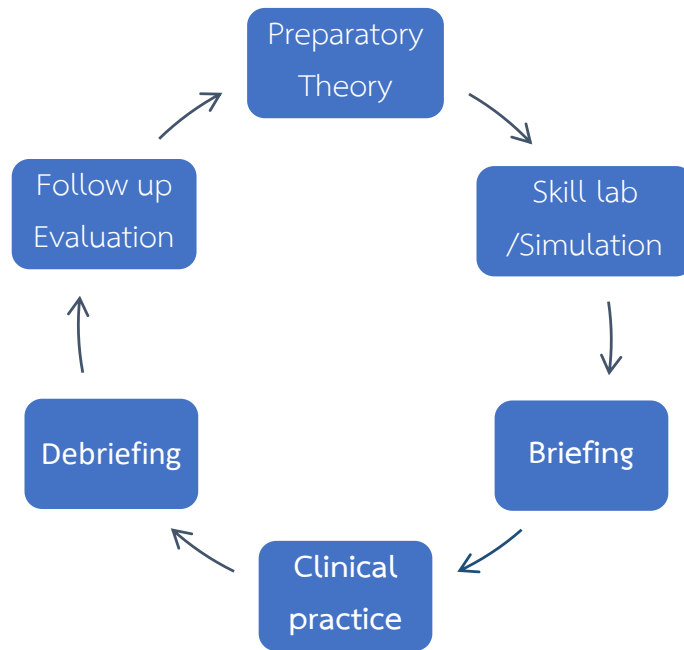 Preparatory
Theory
Skill lab
/Simulation
Briefing
Clinical
practice
Debriefing
Follow up
Evaluation